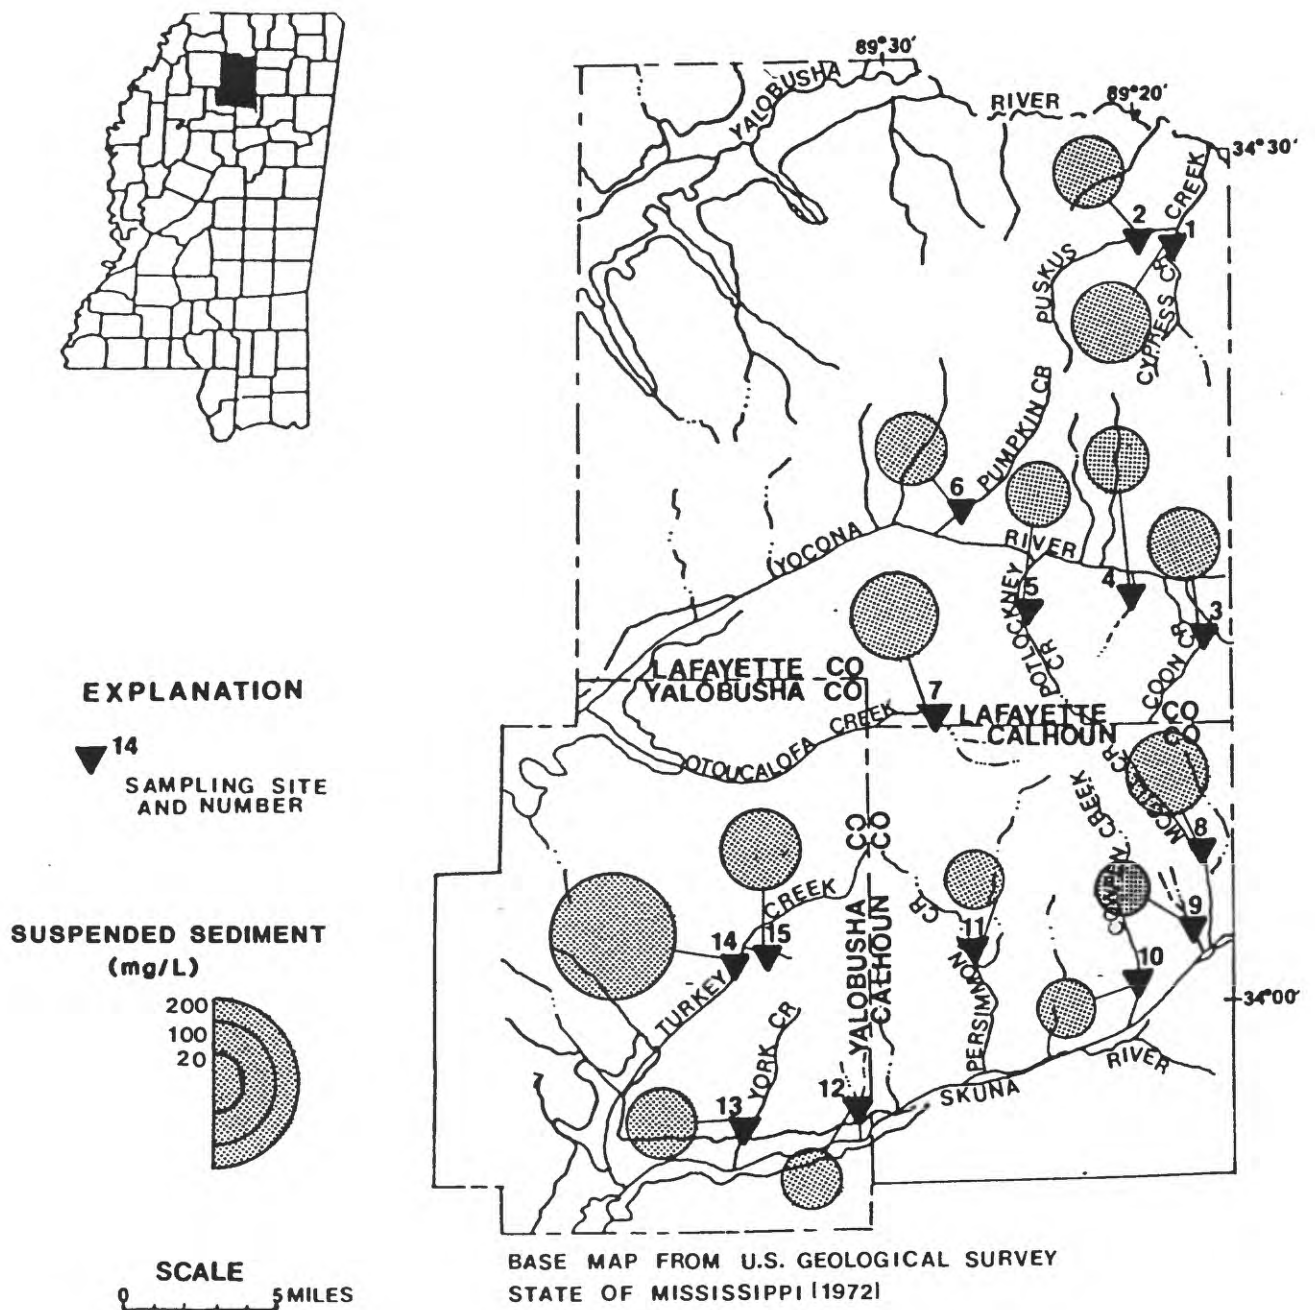 89°30'
89°20'
34°30'
YALOBUSHA
RIVER
CREEK
2
1
PUSKUS
CYPRESS CR
PUMPKIN CR
6
YOCONA
RIVER
POTLOCKNEY
CR
5
4
3
COON CR
LAFAYETTE CO
YALOBUSHA CO
7
LAFAYETTE CO
CALHOUN CO
OTOUCALOFA CREEK
CREEK
CR
8
9
10
11
CR
PERSIMMON
YALOBUSHA CO
CALHOUN CO
CREEK
TURKEY
14
15
YORK CR
12
13
34°00'
SKUNA
RIVER
EXPLANATION
14
SAMPLING SITE
AND NUMBER
SUSPENDED SEDIMENT
(mg/L)
200
100
20
SCALE
0 5 MILES
BASE MAP FROM U.S. GEOLOGICAL SURVEY
STATE OF MISSISSIPPI [1972]